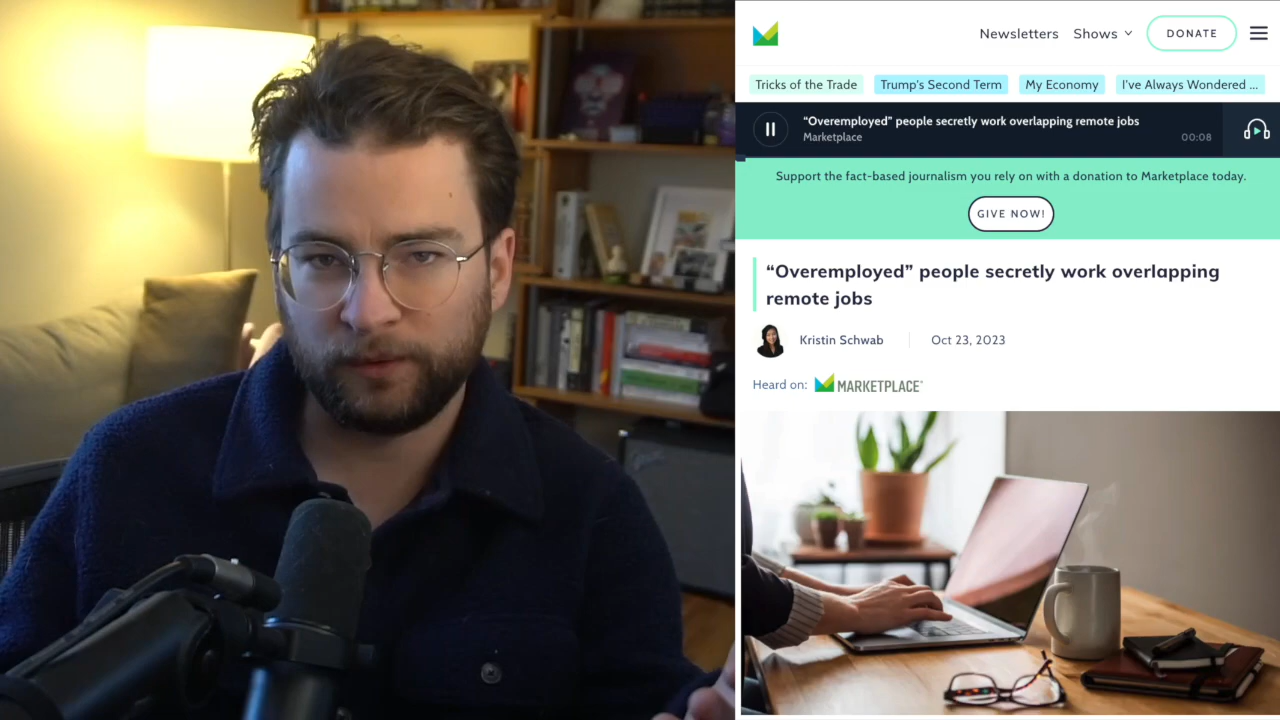 Newsletters Shows DONATE
Tricks of the Trade Trump's Second Term My Economy I've Always Wondered ...
“Overemployed” people secretly work overlapping remote jobs
Marketplace 00:08
Support the fact-based journalism you rely on with a donation to Marketplace today.
GIVE NOW!
“Overemployed” people secretly work overlapping
remote jobs
Kristin Schwab Oct 23, 2023
Heard on: MARKETPLACE